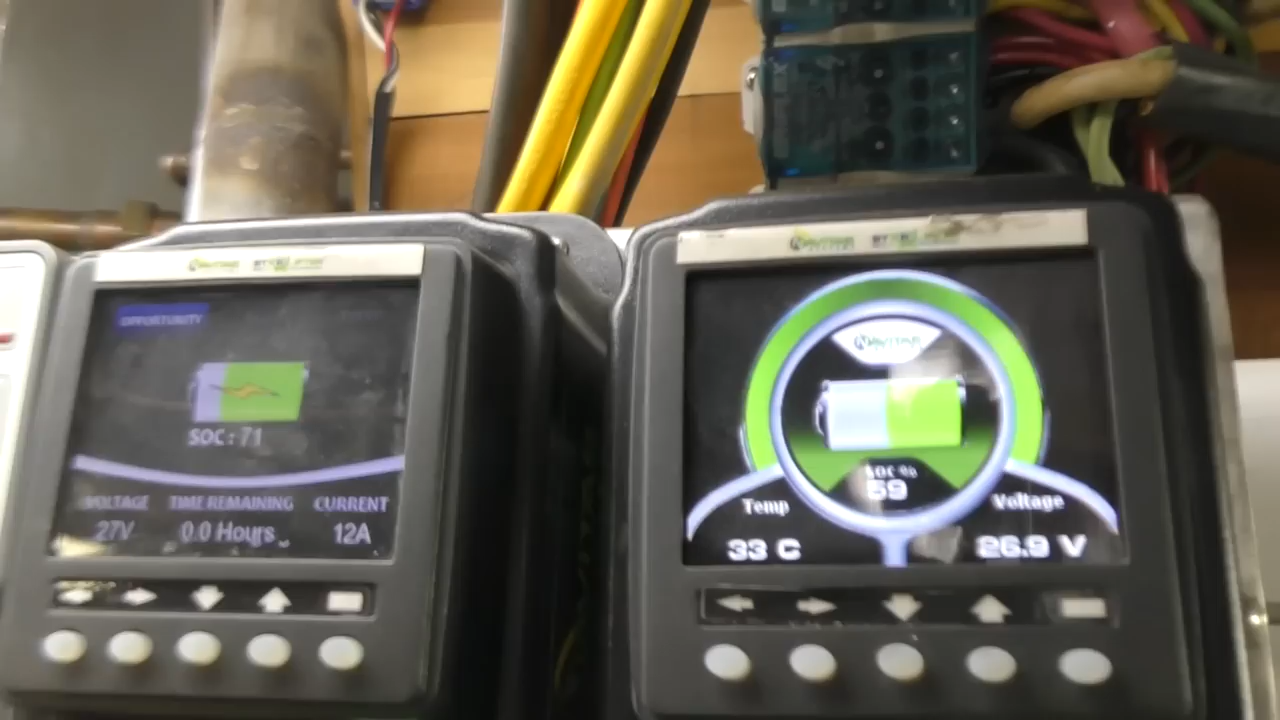 OPPORTUNITY
SOC : 71
VOLTAGE TIME REMAINING CURRENT
27V 0.0 Hours 12A
SOC %
59
Temp Voltage
33 C 26.9 V